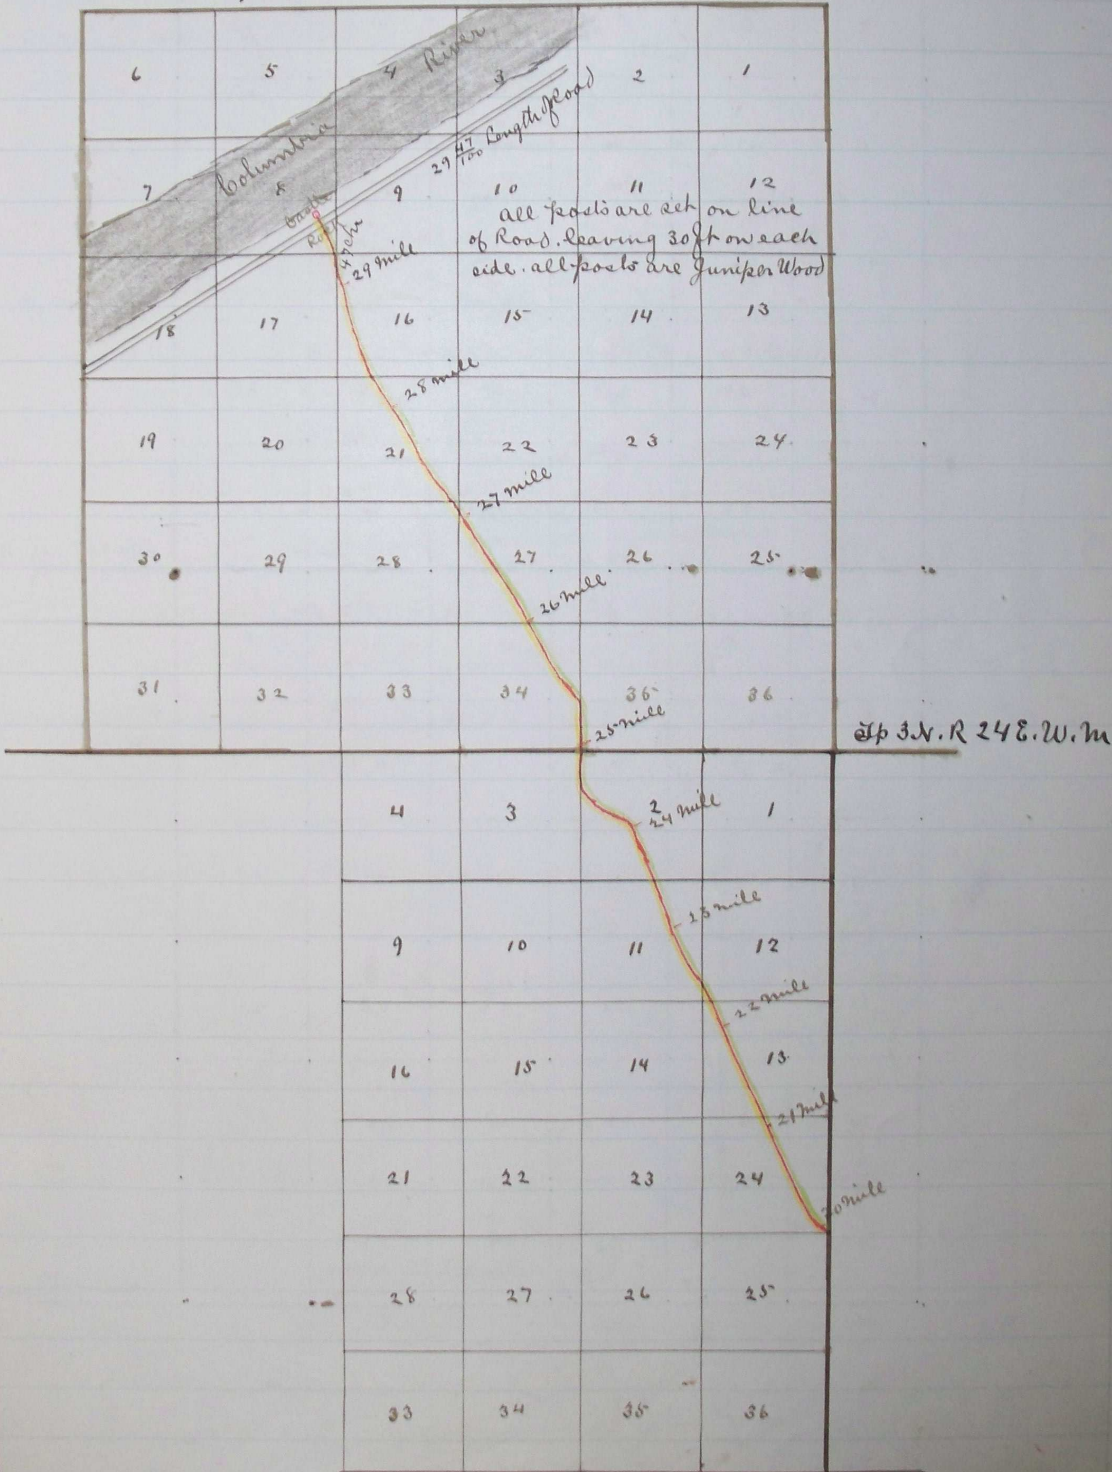 6 5 4 3 2 1
Columbia River
29 47/100 Length of Road
7 8 9 10 11 12
Castle
Rock
47 chs
all posts are set on line
of Road. leaving 30 ft on each
side. all posts are Juniper Wood
29 mile
18 17 16 15 14 13
28 mile
19 20 21 22 23 24
27 mile
30 29 28 27 26 25
26 mile
31 32 33 34 35 36
25 mile
Tp 3 N. R 24 E. W. M
4 3 2 1
24 mile
23 mile
9 10 11 12
22 mile
16 15 14 13
21 mile
21 22 23 24
20 mile
28 27 26 25
33 34 35 36